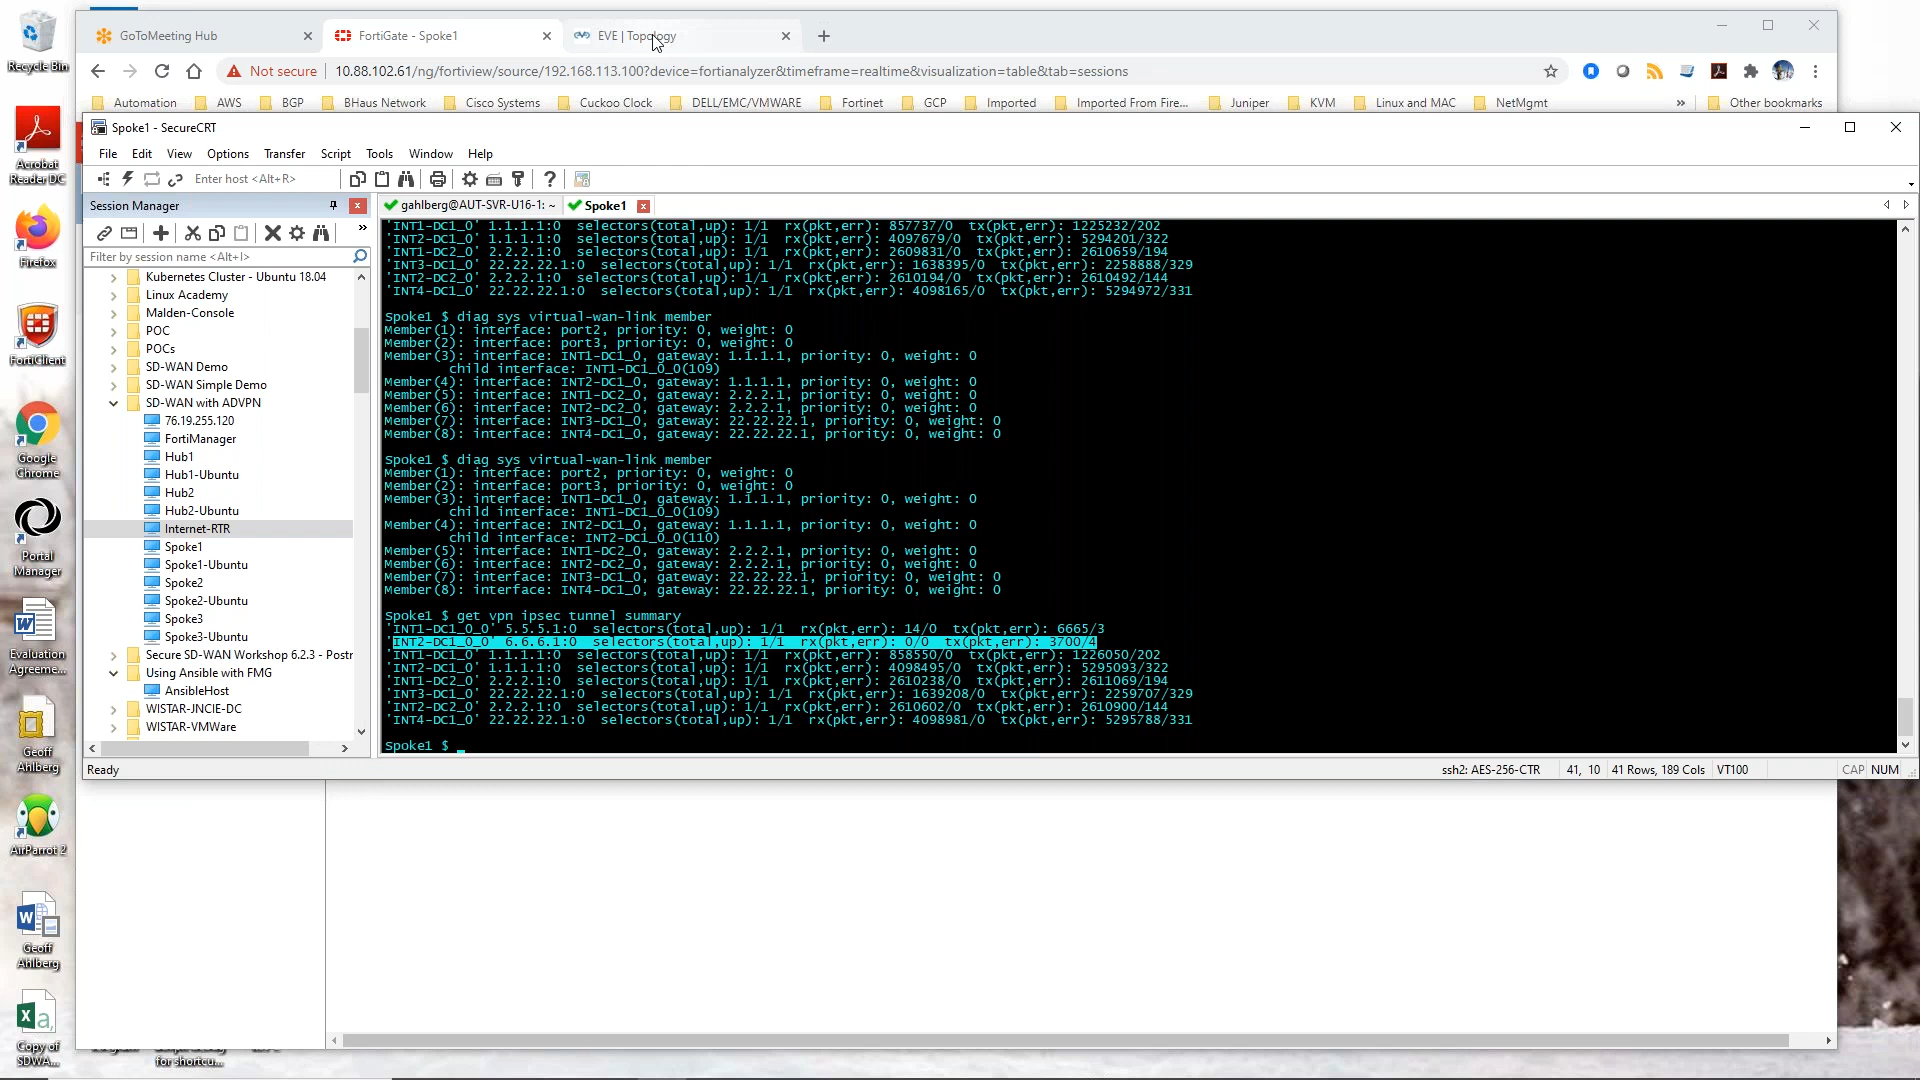 GoToMeeting Hub
FortiGate - Spoke1
EVE | Topology
Not secure
10.88.102.61/ng/fortiview/source/192.168.113.100?device=fortianalyzer&timeframe=realtime&visualization=table&tab=sessions
Automation AWS BGP BHaus Network Cisco Systems Cuckoo Clock DELL/EMC/VMWARE Fortinet GCP Imported Imported From Fire... Juniper KVM Linux and MAC NetMgmt » Other bookmarks
Recycle Bin
Acrobat
Reader DC
Firefox
FortiClient
Google
Chrome
Portal
Manager
Evaluation
Agreeme...
Geoff
Ahlberg
AirParrot 2
Geoff
Ahlberg
Copy of
SDWA...
for shortcu...
Spoke1 - SecureCRT
File Edit View Options Transfer Script Tools Window Help
Enter host <Alt+R>
Session Manager
Filter by session name <Alt+I>
Kubernetes Cluster - Ubuntu 18.04
Linux Academy
Malden-Console
POC
POCs
SD-WAN Demo
SD-WAN Simple Demo
SD-WAN with ADVPN
76.19.255.120
FortiManager
Hub1
Hub1-Ubuntu
Hub2
Hub2-Ubuntu
Internet-RTR
Spoke1
Spoke1-Ubuntu
Spoke2
Spoke2-Ubuntu
Spoke3
Spoke3-Ubuntu
Secure SD-WAN Workshop 6.2.3 - Postr
Using Ansible with FMG
AnsibleHost
WISTAR-JNCIE-DC
WISTAR-VMWare
gahlberg@AUT-SVR-U16-1: ~
Spoke1
'INT1-DC1_0' 1.1.1.1:0 selectors(total,up): 1/1 rx(pkt,err): 857737/0 tx(pkt,err): 1225232/202
'INT2-DC1_0' 1.1.1.1:0 selectors(total,up): 1/1 rx(pkt,err): 4097679/0 tx(pkt,err): 5294201/322
'INT1-DC2_0' 2.2.2.1:0 selectors(total,up): 1/1 rx(pkt,err): 2609831/0 tx(pkt,err): 2610659/194
'INT3-DC1_0' 22.22.22.1:0 selectors(total,up): 1/1 rx(pkt,err): 1638395/0 tx(pkt,err): 2258888/329
'INT2-DC2_0' 2.2.2.1:0 selectors(total,up): 1/1 rx(pkt,err): 2610194/0 tx(pkt,err): 2610492/144
'INT4-DC1_0' 22.22.22.1:0 selectors(total,up): 1/1 rx(pkt,err): 4098165/0 tx(pkt,err): 5294972/331
Spoke1 $ diag sys virtual-wan-link member
Member(1): interface: port2, priority: 0, weight: 0
Member(2): interface: port3, priority: 0, weight: 0
Member(3): interface: INT1-DC1_0, gateway: 1.1.1.1, priority: 0, weight: 0
child interface: INT1-DC1_0_0(109)
Member(4): interface: INT2-DC1_0, gateway: 1.1.1.1, priority: 0, weight: 0
Member(5): interface: INT1-DC2_0, gateway: 2.2.2.1, priority: 0, weight: 0
Member(6): interface: INT2-DC2_0, gateway: 2.2.2.1, priority: 0, weight: 0
Member(7): interface: INT3-DC1_0, gateway: 22.22.22.1, priority: 0, weight: 0
Member(8): interface: INT4-DC1_0, gateway: 22.22.22.1, priority: 0, weight: 0
Spoke1 $ diag sys virtual-wan-link member
Member(1): interface: port2, priority: 0, weight: 0
Member(2): interface: port3, priority: 0, weight: 0
Member(3): interface: INT1-DC1_0, gateway: 1.1.1.1, priority: 0, weight: 0
child interface: INT1-DC1_0_0(109)
Member(4): interface: INT2-DC1_0, gateway: 1.1.1.1, priority: 0, weight: 0
child interface: INT2-DC1_0_0(110)
Member(5): interface: INT1-DC2_0, gateway: 2.2.2.1, priority: 0, weight: 0
Member(6): interface: INT2-DC2_0, gateway: 2.2.2.1, priority: 0, weight: 0
Member(7): interface: INT3-DC1_0, gateway: 22.22.22.1, priority: 0, weight: 0
Member(8): interface: INT4-DC1_0, gateway: 22.22.22.1, priority: 0, weight: 0
Spoke1 $ get vpn ipsec tunnel summary
'INT1-DC1_0_0' 5.5.5.1:0 selectors(total,up): 1/1 rx(pkt,err): 14/0 tx(pkt,err): 6665/3
'INT2-DC1_0_0' 6.6.6.1:0 selectors(total,up): 1/1 rx(pkt,err): 0/0 tx(pkt,err): 3700/4
'INT1-DC1_0' 1.1.1.1:0 selectors(total,up): 1/1 rx(pkt,err): 858550/0 tx(pkt,err): 1226050/202
'INT2-DC1_0' 1.1.1.1:0 selectors(total,up): 1/1 rx(pkt,err): 4098495/0 tx(pkt,err): 5295093/322
'INT1-DC2_0' 2.2.2.1:0 selectors(total,up): 1/1 rx(pkt,err): 2610238/0 tx(pkt,err): 2611069/194
'INT3-DC1_0' 22.22.22.1:0 selectors(total,up): 1/1 rx(pkt,err): 1639208/0 tx(pkt,err): 2259707/329
'INT2-DC2_0' 2.2.2.1:0 selectors(total,up): 1/1 rx(pkt,err): 2610602/0 tx(pkt,err): 2610900/144
'INT4-DC1_0' 22.22.22.1:0 selectors(total,up): 1/1 rx(pkt,err): 4098981/0 tx(pkt,err): 5295788/331
Spoke1 $
Ready
ssh2: AES-256-CTR 41, 10 41 Rows, 189 Cols VT100 CAP NUM